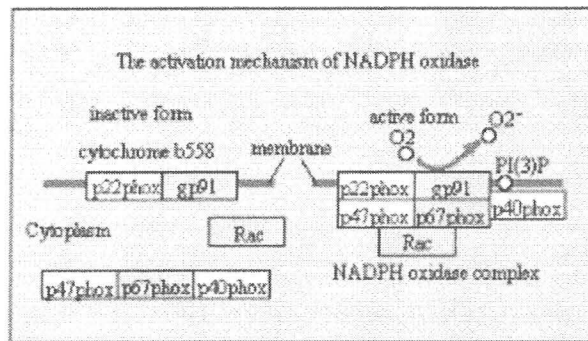 The activation mechanism of NADPH oxidase
inactive form
active form
O2
O2-
cytochrome b558
membrane
PI(3)P
p22phox gp91
p22phox gp91
p47phox p67phox
p40phox
Cytoplasm
Rac
Rac
NADPH oxidase complex
p47phox p67phox p40phox